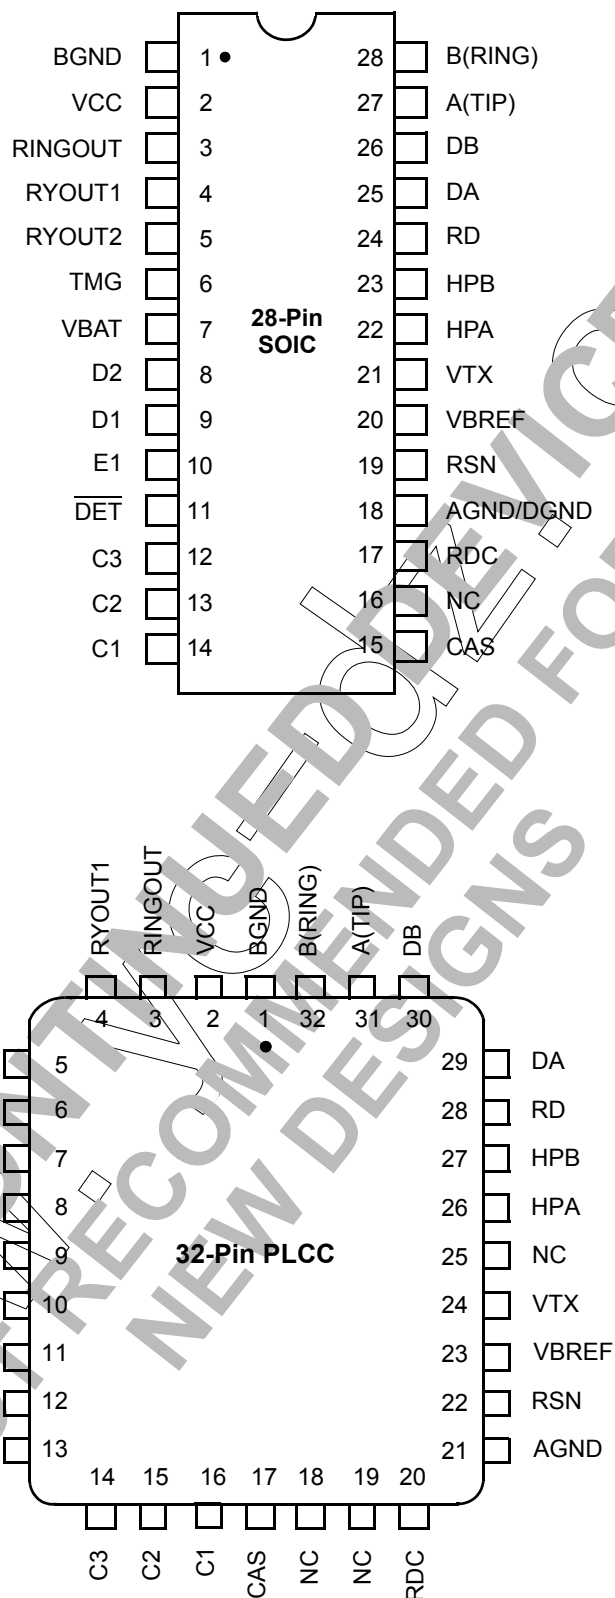 BGND 1 28 B(RING)
VCC 2 27 A(TIP)
RINGOUT 3 26 DB
RYOUT1 4 25 DA
RYOUT2 5 24 RD
TMG 6 23 HPB
VBAT 7 22 HPA
28-Pin
SOIC
D2 8 21 VTX
D1 9 20 VBREF
E1 10 19 RSN
DET 11 18 AGND/DGND
C3 12 17 RDC
C2 13 16 NC
C1 14 15 CAS
RYOUT1 RINGOUT VCC BGND B(RING) A(TIP) DB
4 3 2 1 32 31 30
5 29 DA
6 28 RD
7 27 HPB
8 26 HPA
9 32-Pin PLCC 25 NC
10 24 VTX
11 23 VBREF
12 22 RSN
13 21 AGND
14 15 16 17 18 19 20
C3 C2 C1 CAS NC NC RDC
DEVICE
RECOMMENDED FO
NEW DESIGNS